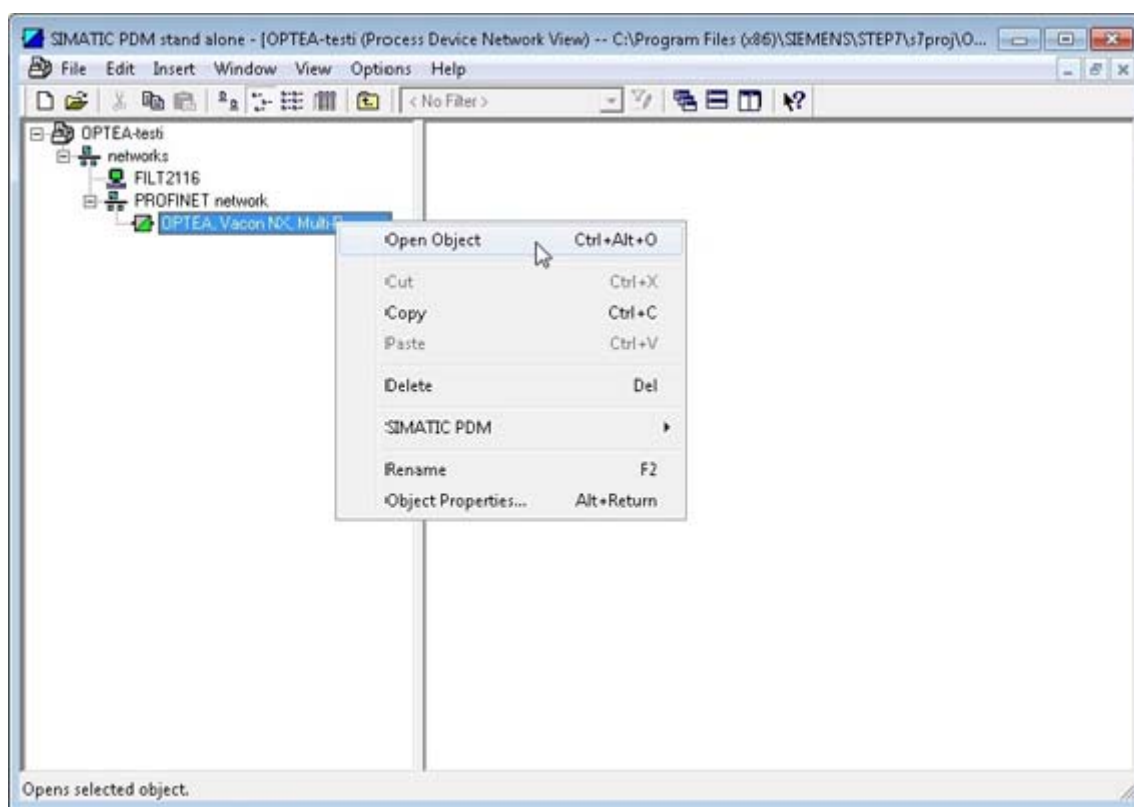 SIMATIC PDM stand alone - [OPTEA-testi (Process Device Network View) -- C:\Program Files (x86)\SIEMENS\STEP7\s7proj\O...
File Edit Insert Window View Options Help
< No Filter >
OPTEA-testi
networks
FILT2116
PROFINET network
OPTEA, Vacon NX, Multi-P
Open Object Ctrl+Alt+O
Cut Ctrl+X
Copy Ctrl+C
Paste Ctrl+V
Delete Del
SIMATIC PDM
Rename F2
Object Properties... Alt+Return
Opens selected object.